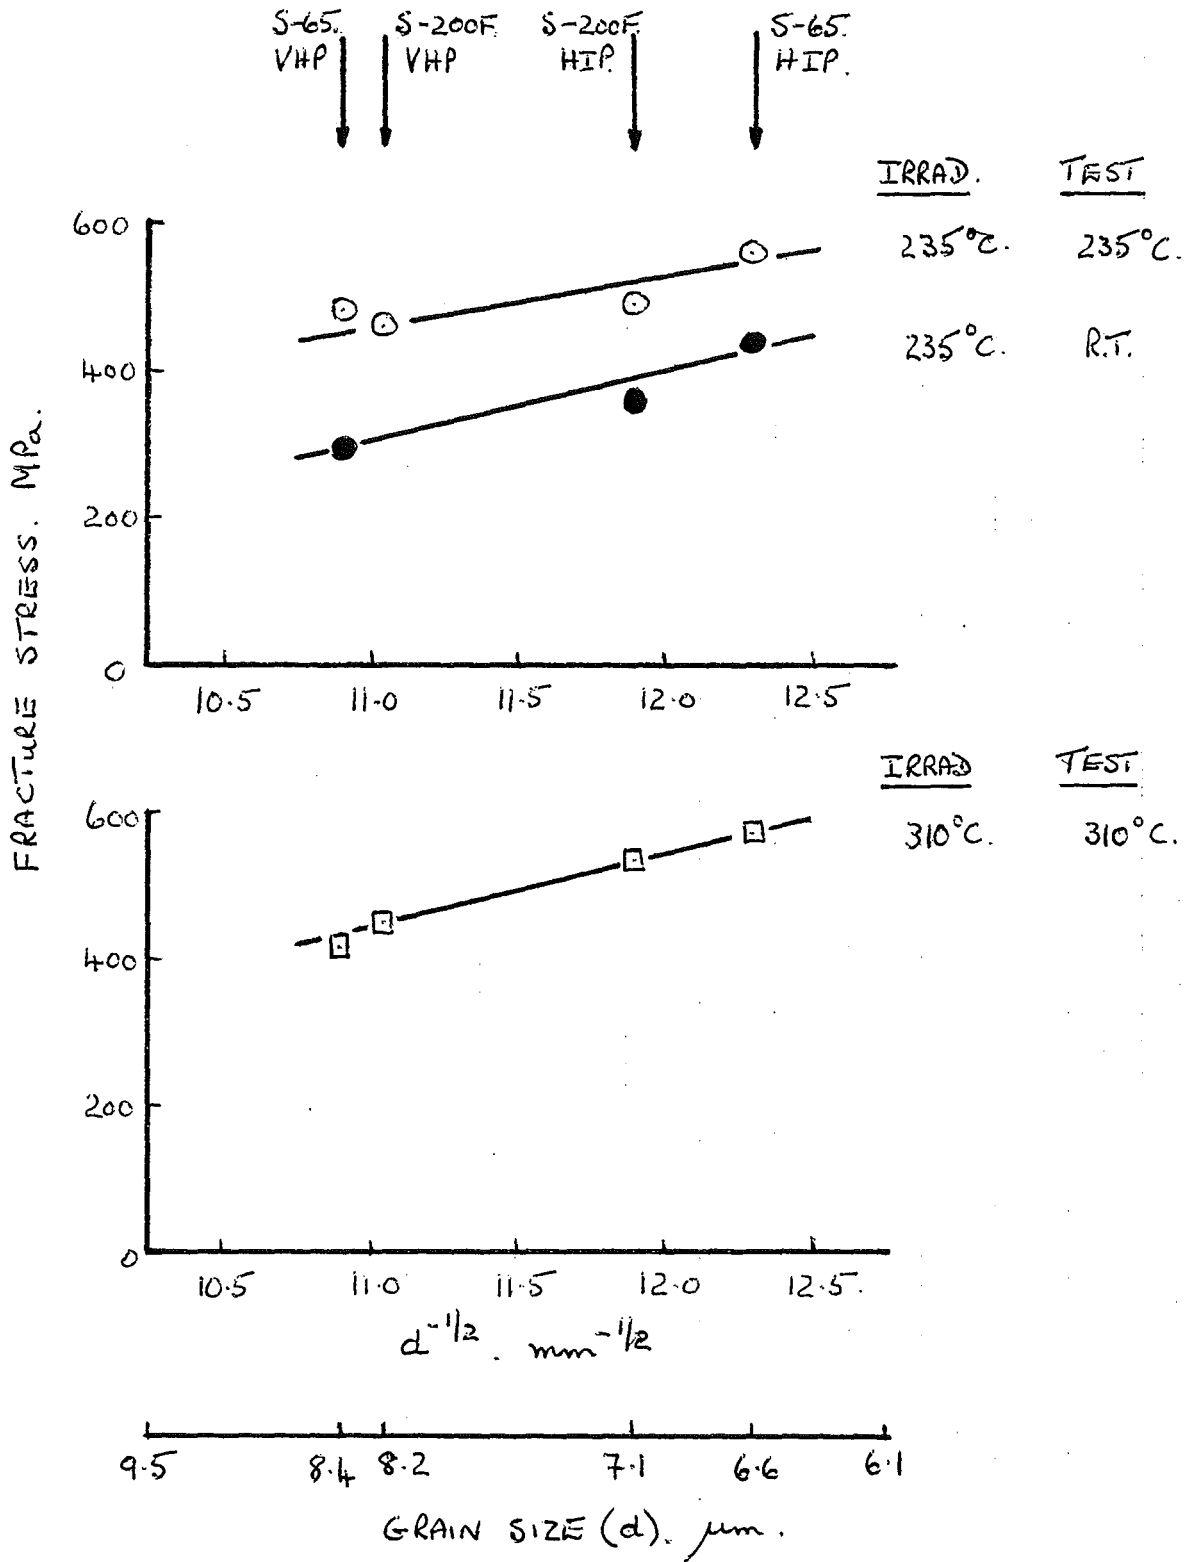 S-65. S-200F. S-200F. S-65.
VHP VHP HIP. HIP.
IRRAD. TEST
600
235°C. 235°C.
400
235°C. R.T.
200
0
10.5 11.0 11.5 12.0 12.5
FRACTURE STRESS. MPa.
IRRAD TEST
600
310°C. 310°C.
400
200
0
10.5 11.0 11.5 12.0 12.5.
d-1/2. mm-1/2
9.5 8.4 8.2 7.1 6.6 6.1
GRAIN SIZE (d). μm.